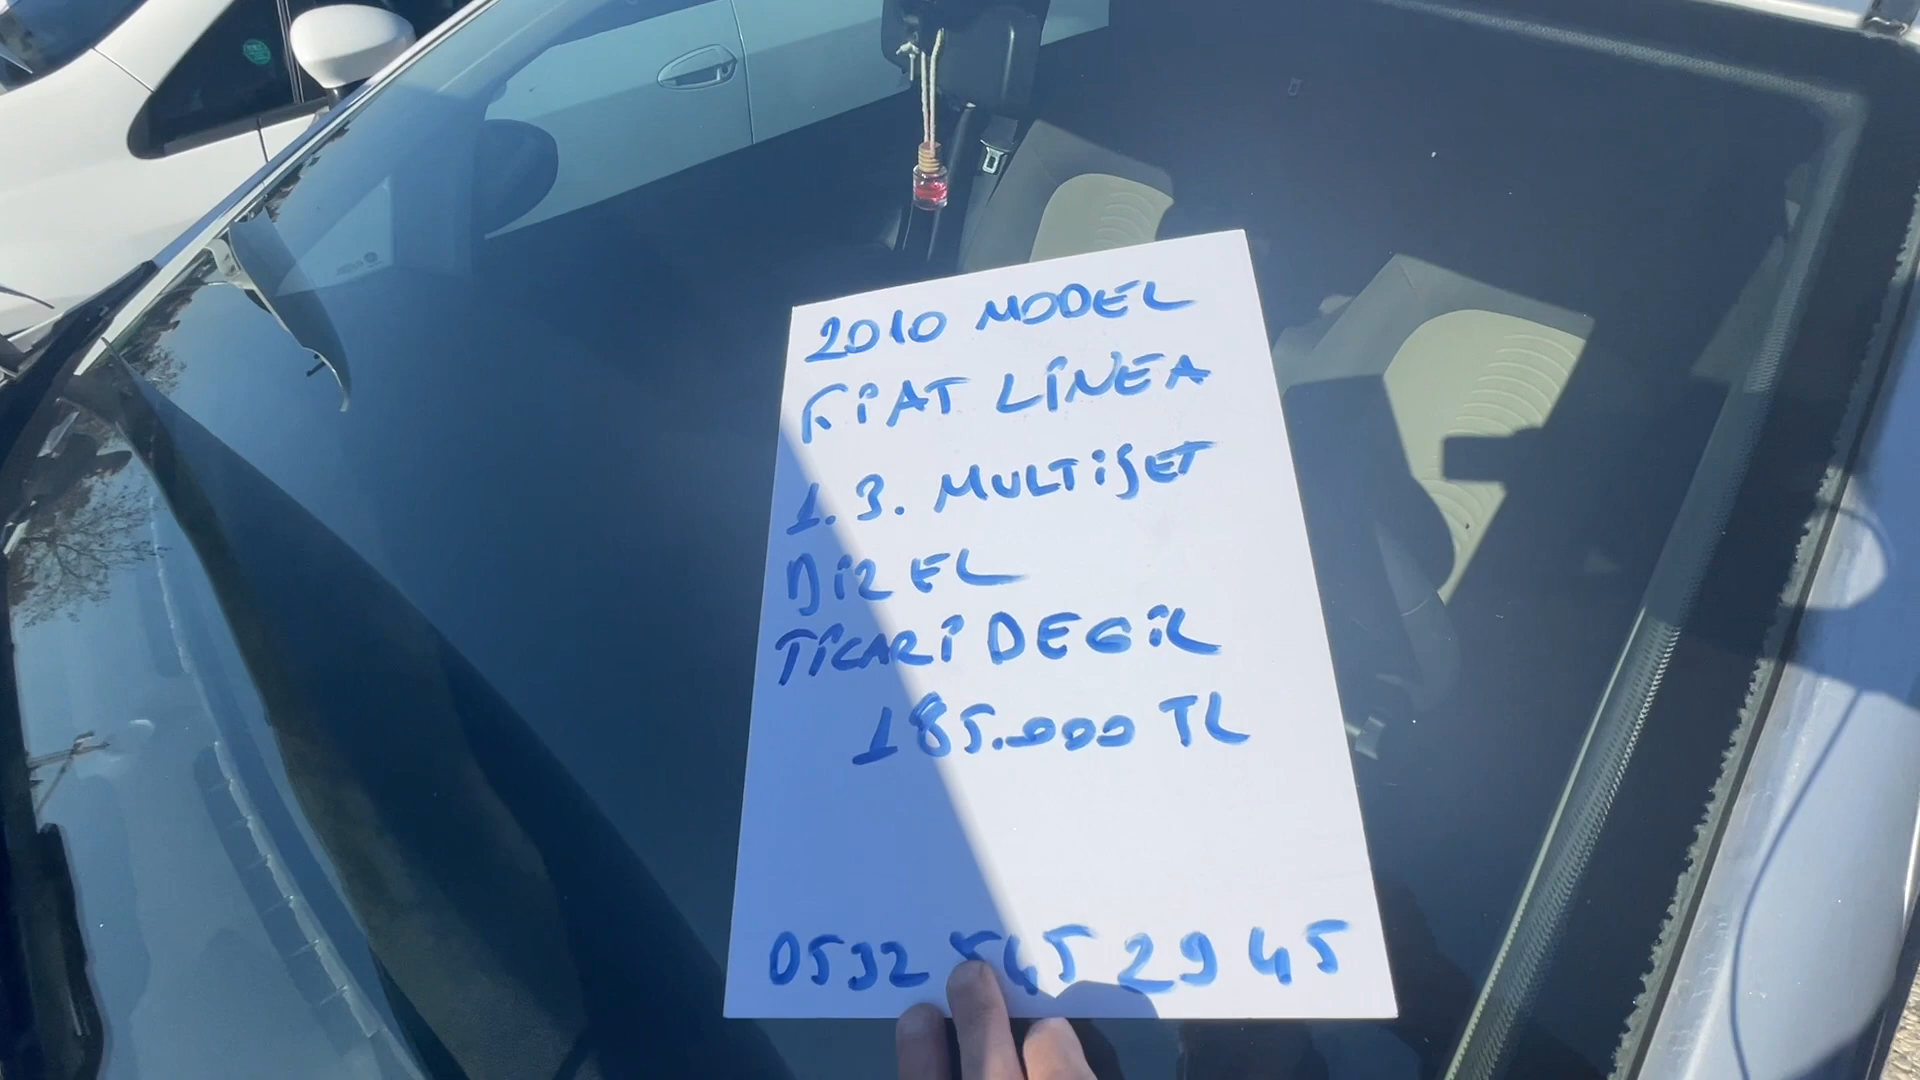 2010 MODEL
FİAT LİNEA
1.3. MULTİJET
DİZEL
TİCARİ DEGİL
185.000 TL
0532 545 29 45